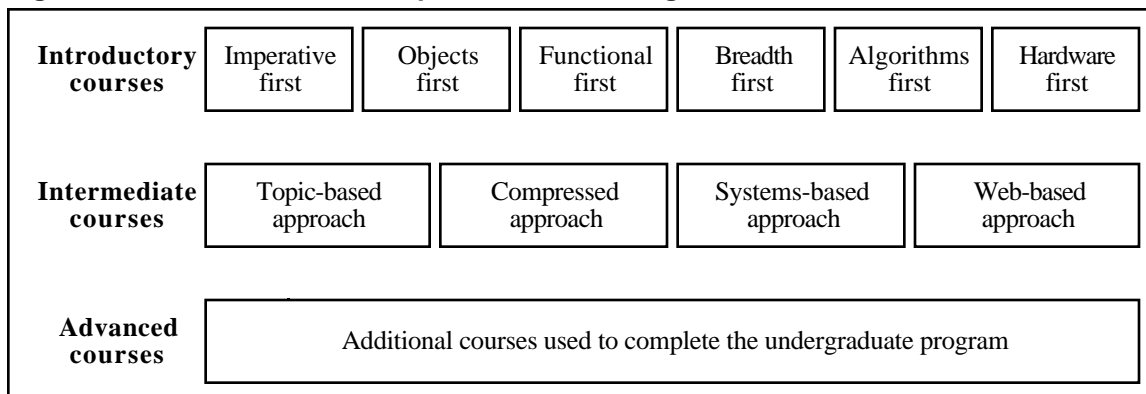 Introductory courses
Imperative first
Objects first
Functional first
Breadth first
Algorithms first
Hardware first
Intermediate courses
Topic-based approach
Compressed approach
Systems-based approach
Web-based approach
Advanced courses
Additional courses used to complete the undergraduate program